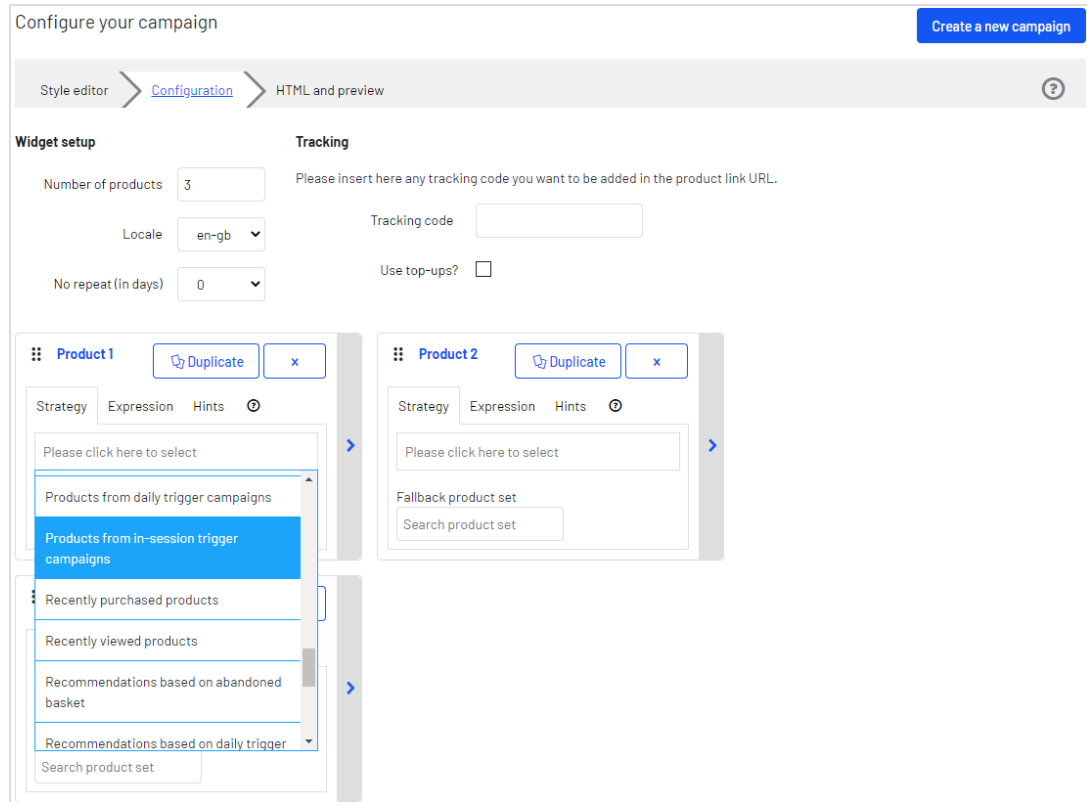 Configure your campaign
Create a new campaign
Style editor
Configuration
HTML and preview
Widget setup
Tracking
Number of products
3
Please insert here any tracking code you want to be added in the product link URL.
Tracking code
Locale
en-gb
Use top-ups?
No repeat (in days)
0
Product 1
Duplicate
x
Strategy
Expression
Hints
Please click here to select
Products from daily trigger campaigns
Products from in-session trigger
campaigns
Recently purchased products
Recently viewed products
Recommendations based on abandoned
basket
Recommendations based on daily trigger
Search product set
Product 2
Duplicate
x
Strategy
Expression
Hints
Please click here to select
Fallback product set
Search product set